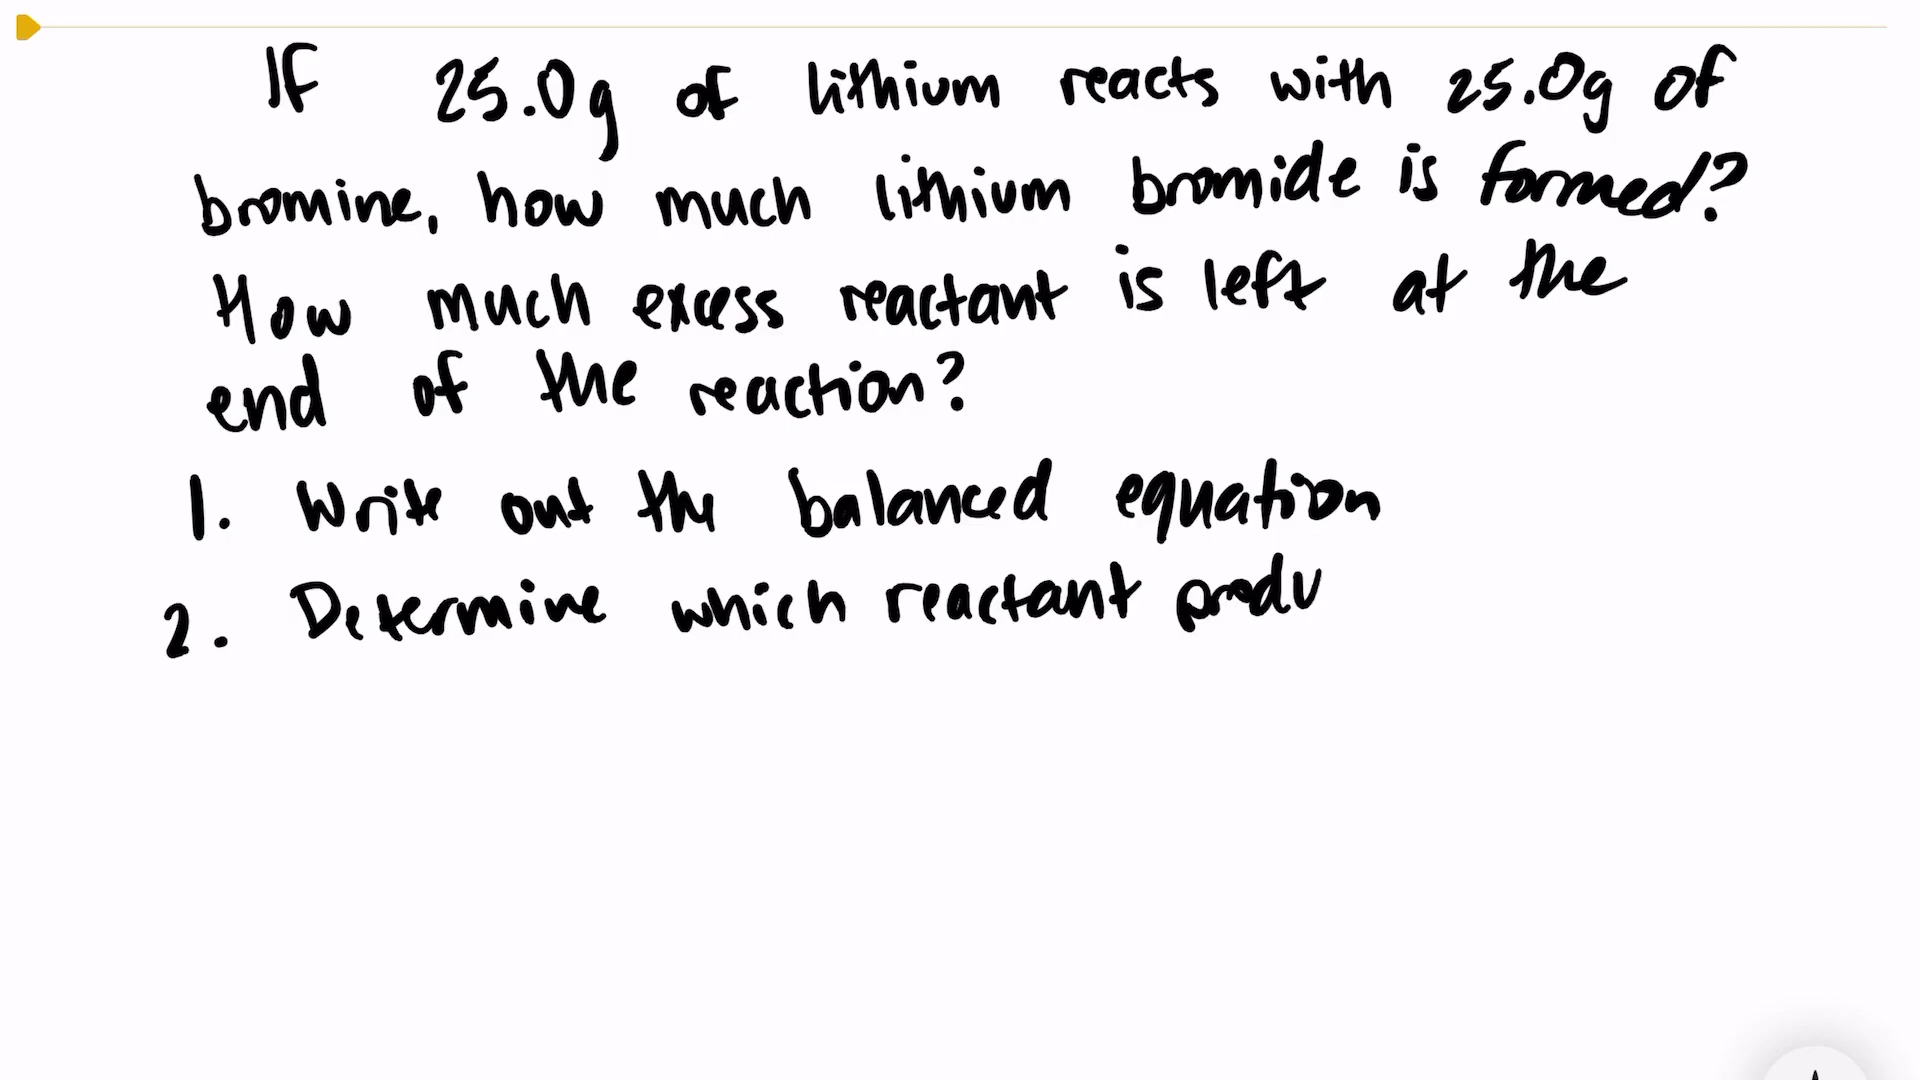 If 25.0g of lithium reacts with 25.0g of
bromine, how much lithium bromide is formed?
How much excess reactant is left at the
end of the reaction?
1. Write out the balanced equation
2. Determine which reactant produ